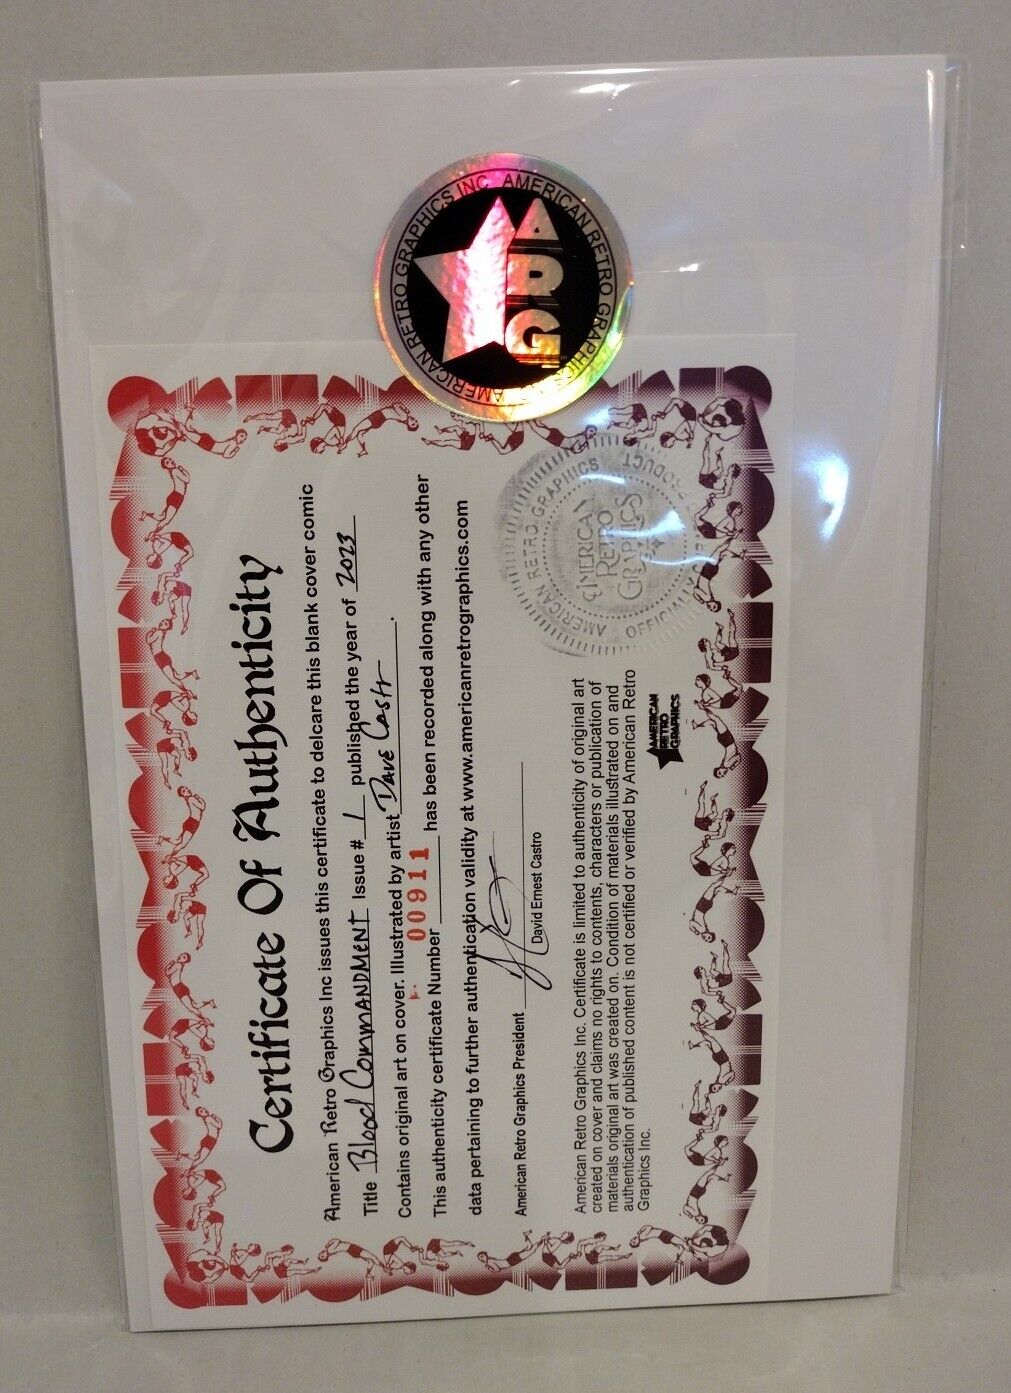 AMERICAN RETRO GRAPHICS INC. AMERICAN RETRO GRAPHICS INC.
ARG
Certificate Of Authenticity
American Retro Graphics Inc issues this certificate to delcare this blank cover comic
Title Blood Commandment Issue # 1 published the year of 2023
Contains original art on cover. Illustrated by artist Dave Castr.
This authenticity certificate Number 00911 has been recorded along with any other
data pertaining to further authentication validity at www.americanretrographics.com
American Retro Graphics President
David Ernest Castro
American Retro Graphics Inc. Certificate is limited to authenticity of original art
created on cover and claims no rights to contents, characters or publication of
materials original art was created on. Condition of materials illustrated on and
authentication of published content is not certified or verified by American Retro
Graphics Inc.
AMERICAN
RETRO
GRAPHICS
AMERICAN RETRO GRAPHICS
AMERICAN
RETRO
GRAPHICS
PRODUCT